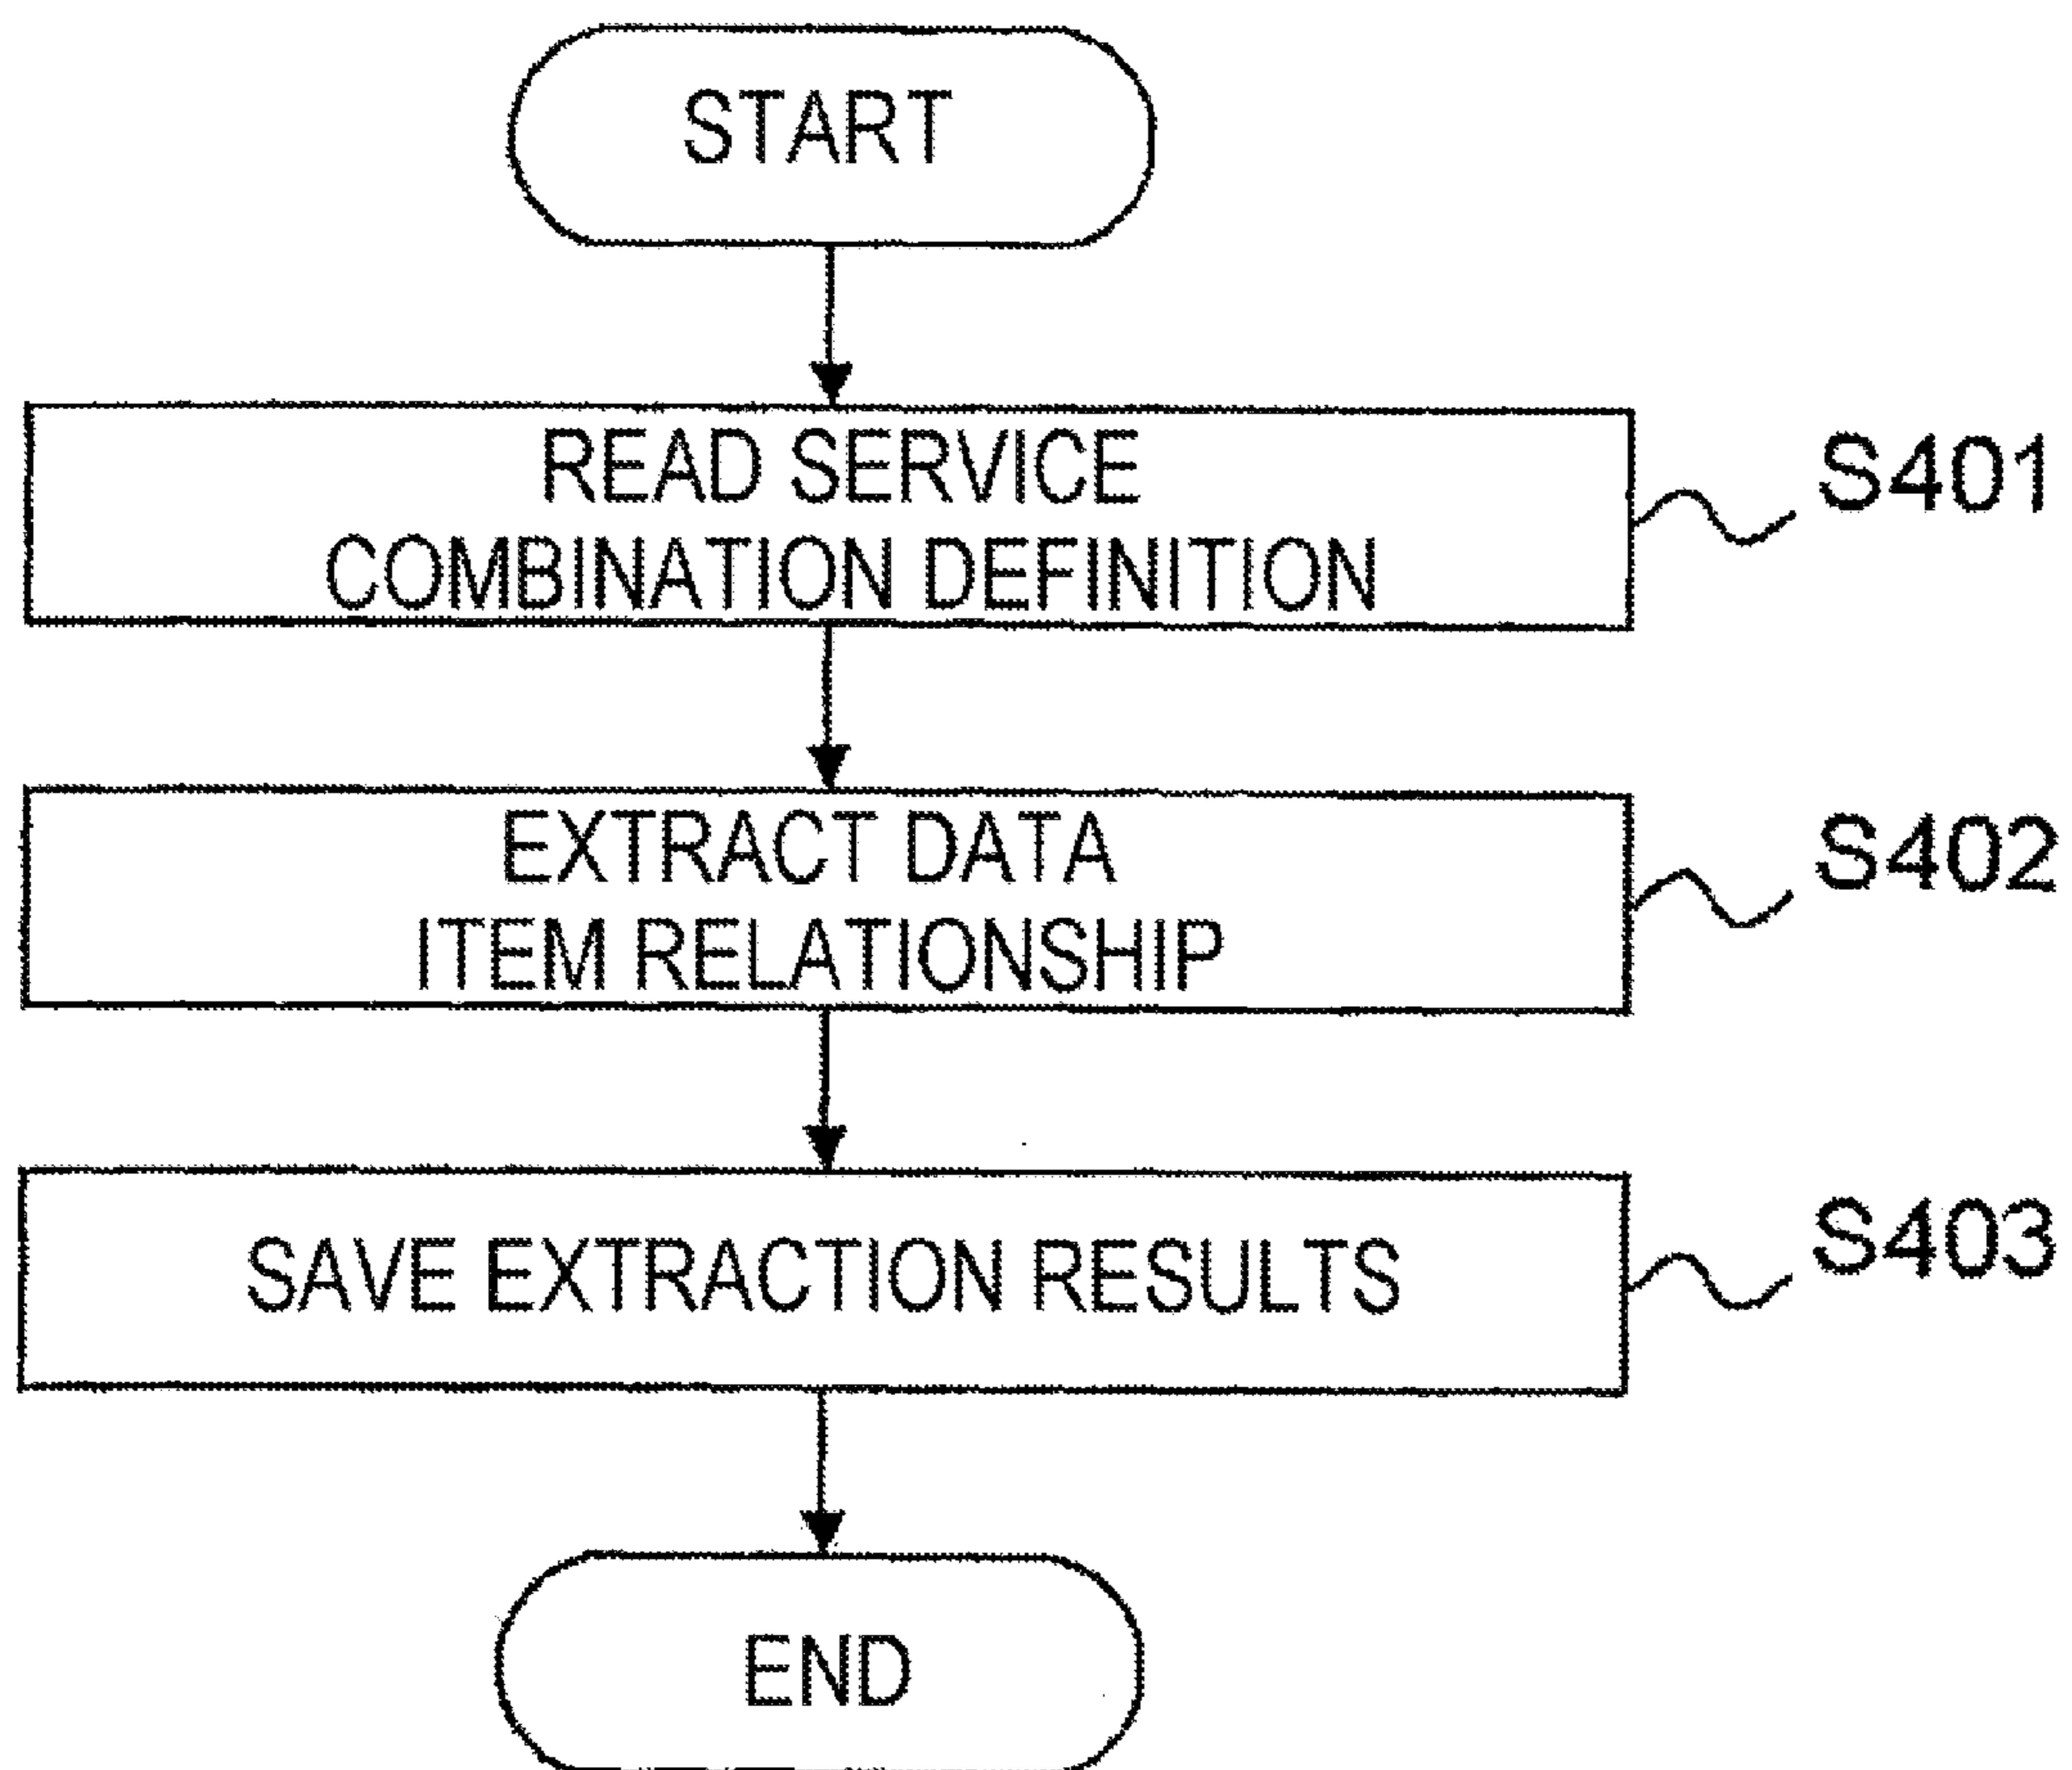 START
READ SERVICE
COMBINATION DEFINITION
S401
EXTRACT DATA
ITEM RELATIONSHIP
S402
SAVE EXTRACTION RESULTS
S403
END